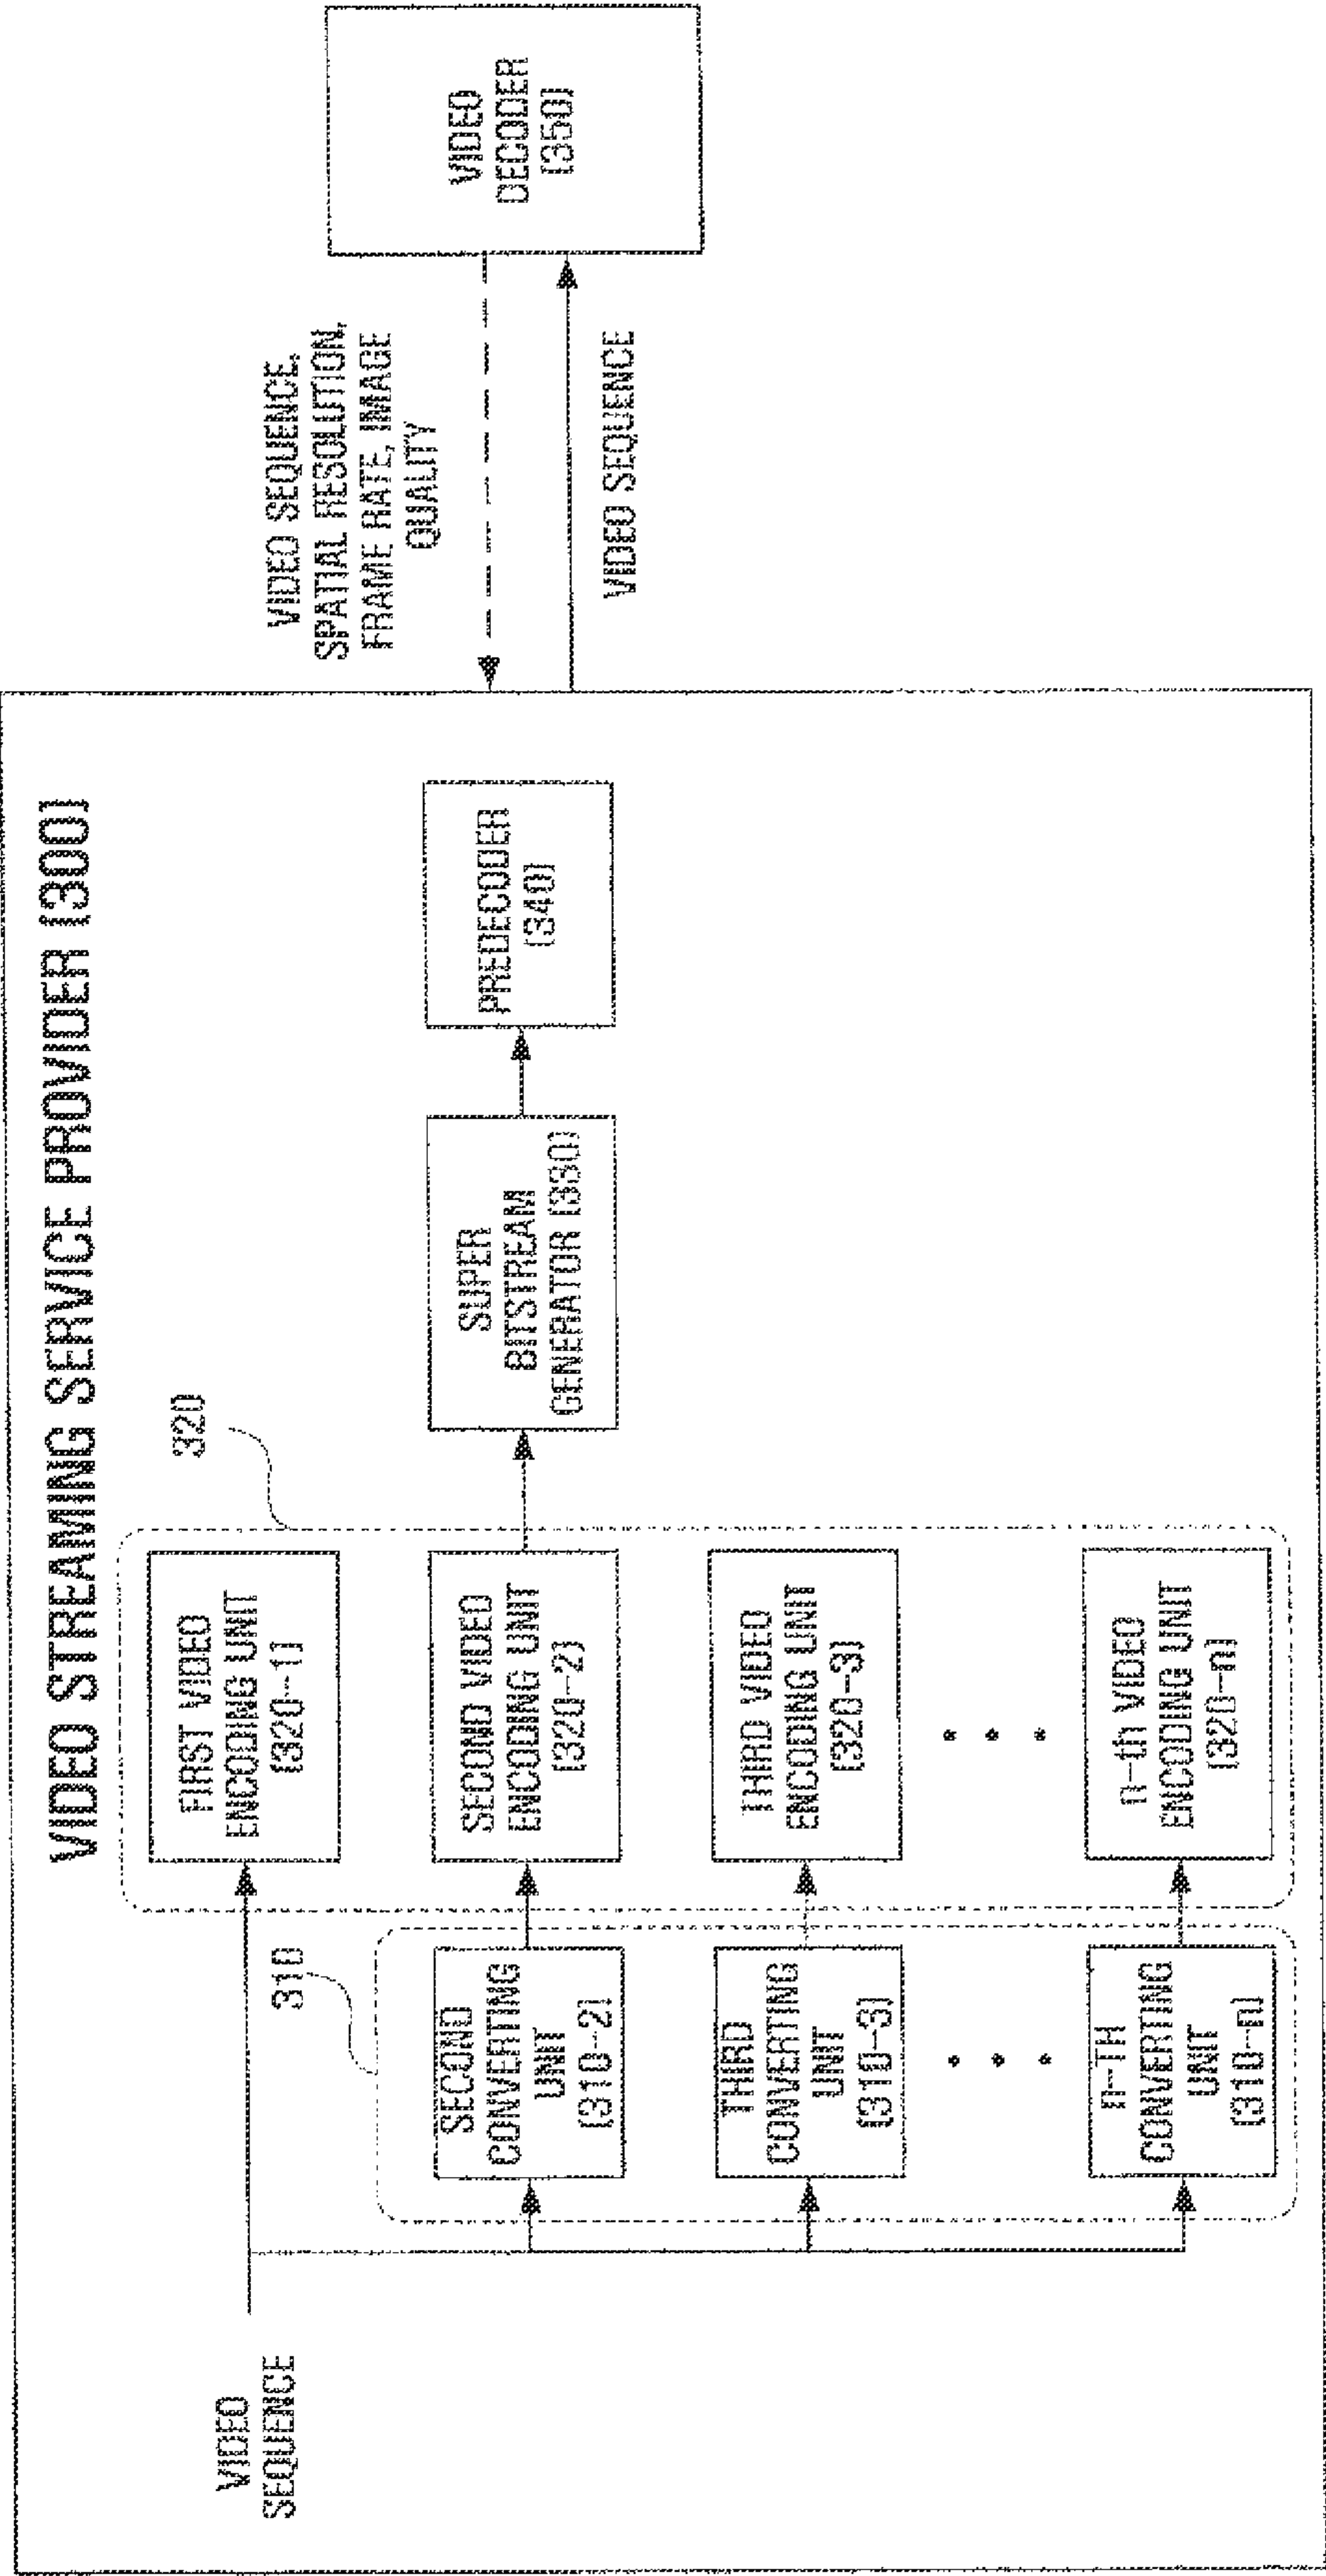 VIDEO STREAMING SERVICE PROVIDER (300)
VIDEO
SEQUENCE
310
SECOND
CONVERTING
UNIT
(310-2)
THIRD
CONVERTING
UNIT
(310-3)
n-TH
CONVERTING
UNIT
(310-n)
320
FIRST VIDEO
ENCODING UNIT
(320-1)
SECOND VIDEO
ENCODING UNIT
(320-2)
THIRD VIDEO
ENCODING UNIT
(320-3)
n-th VIDEO
ENCODING UNIT
(320-n)
SUPER
BITSTREAM
GENERATOR (330)
PREDECODER
(340)
VIDEO SEQUENCE,
SPATIAL RESOLUTION,
FRAME RATE, IMAGE
QUALITY
VIDEO SEQUENCE
VIDEO
DECODER
(350)